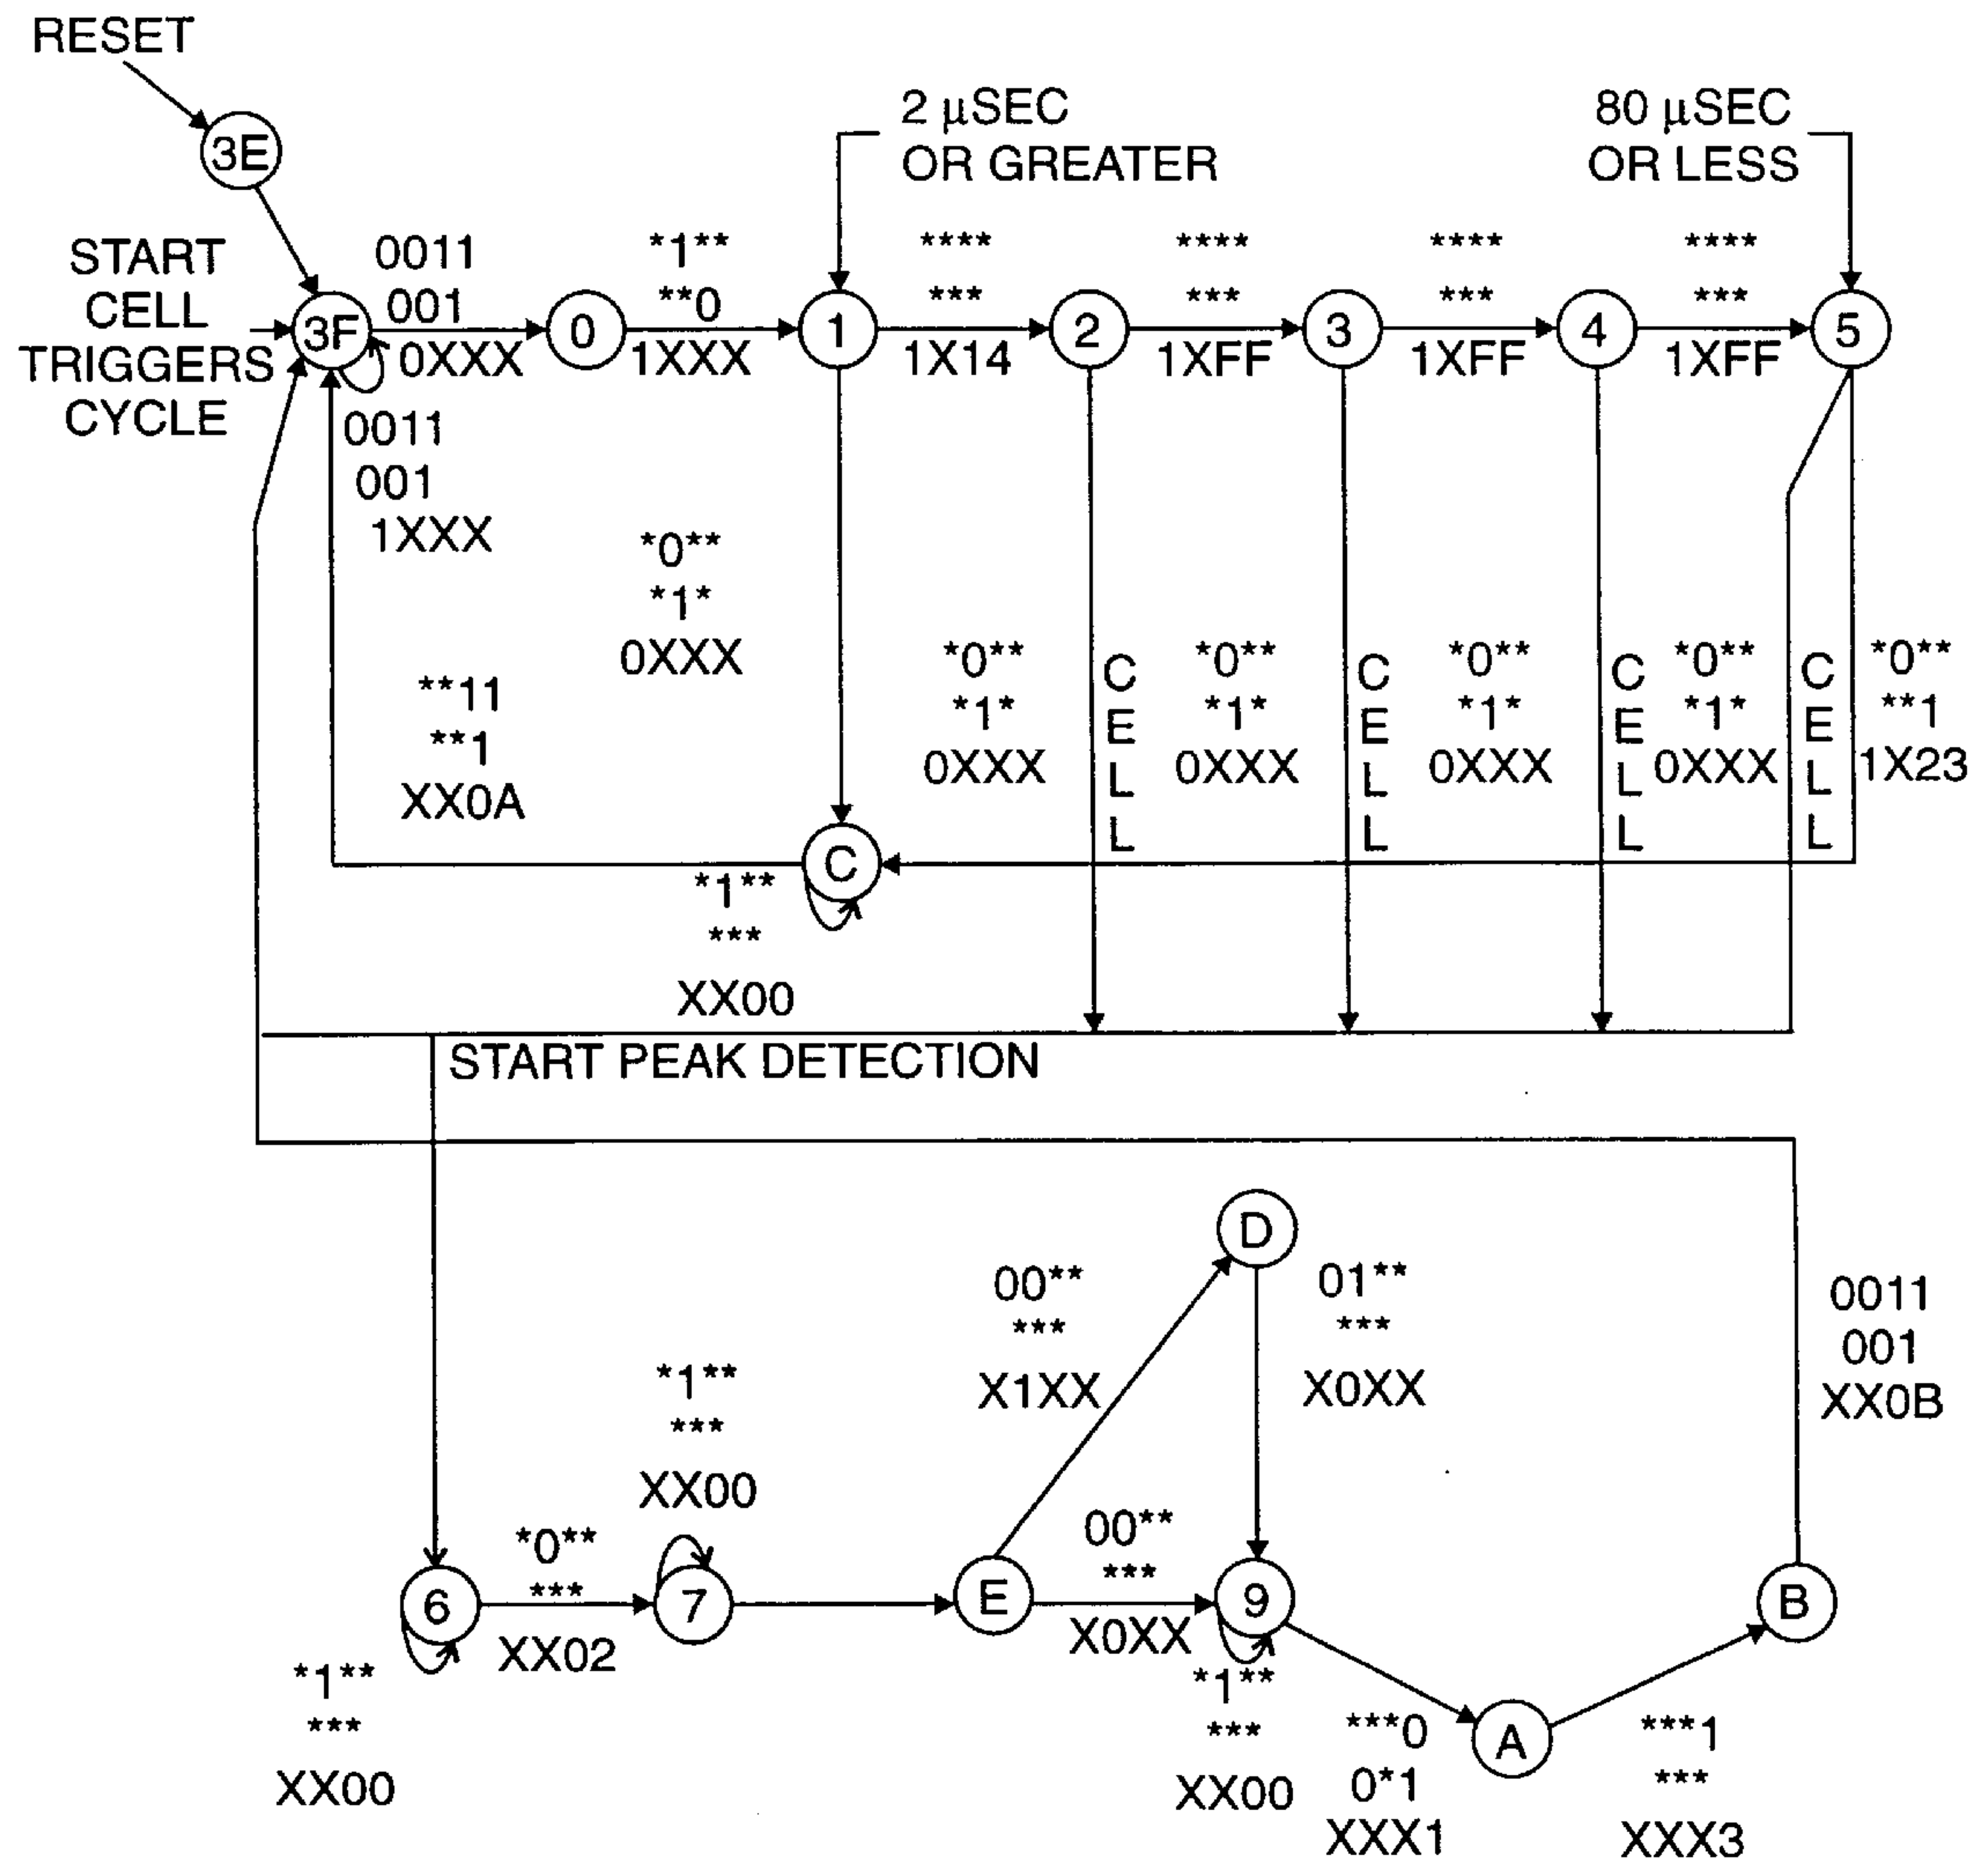 RESET
3E
2 µSEC
OR GREATER
80 µSEC
OR LESS
START
CELL
TRIGGERS
CYCLE
3F
0011
001
0XXX
0
*1**
**0
1XXX
1
****
***
1X14
2
****
***
1XFF
3
****
***
1XFF
4
****
***
1XFF
5
0011
001
1XXX
*0**
*1*
0XXX
**11
**1
XX0A
*0**
*1*
0XXX
CELL
*0**
*1*
0XXX
CELL
*0**
*1*
0XXX
CELL
*0**
*1*
0XXX
CELL
*0**
**1
1X23
C
*1**
***
XX00
START PEAK DETECTION
D
00**
***
X1XX
01**
***
X0XX
0011
001
XX0B
*1**
***
XX00
6
*0**
***
XX02
7
E
00**
***
X0XX
9
B
*1**
***
XX00
*1**
***
XX00
***0
0*1
XXX1
A
***1
***
XXX3